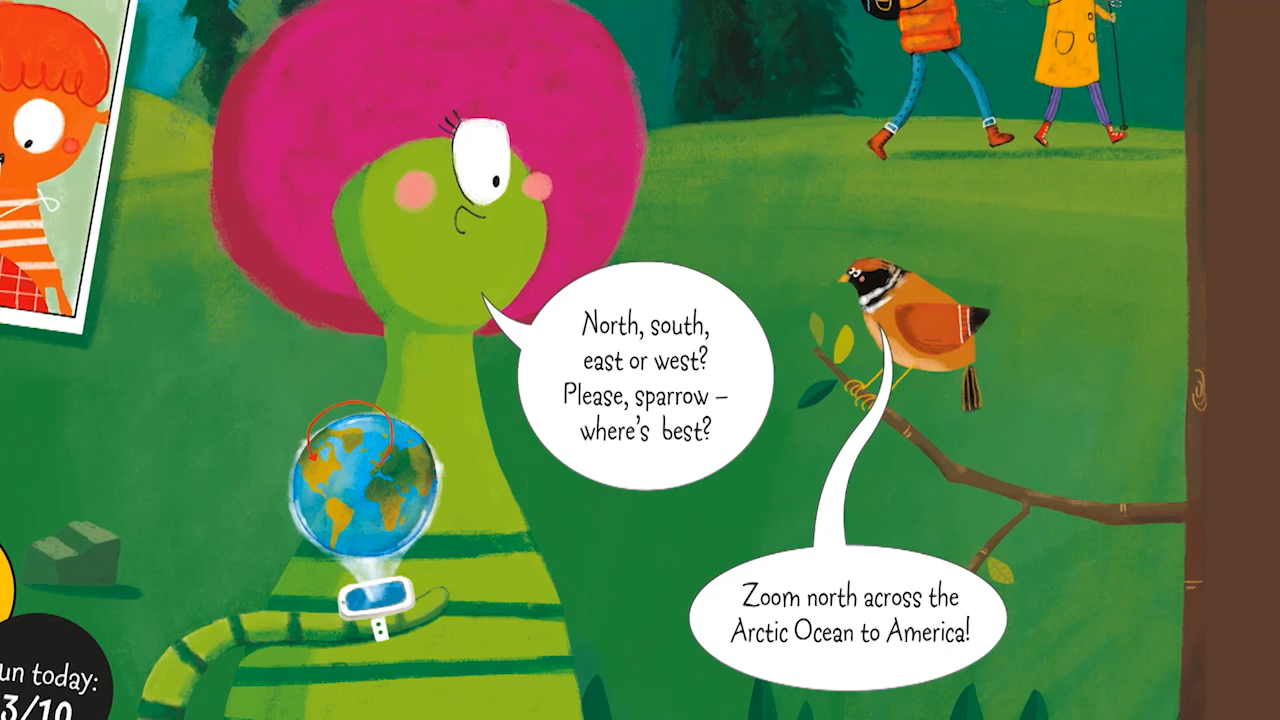 North, south,
east or west?
Please, sparrow –
where's best?
Zoom north across the
Arctic Ocean to America!
today:
3/10